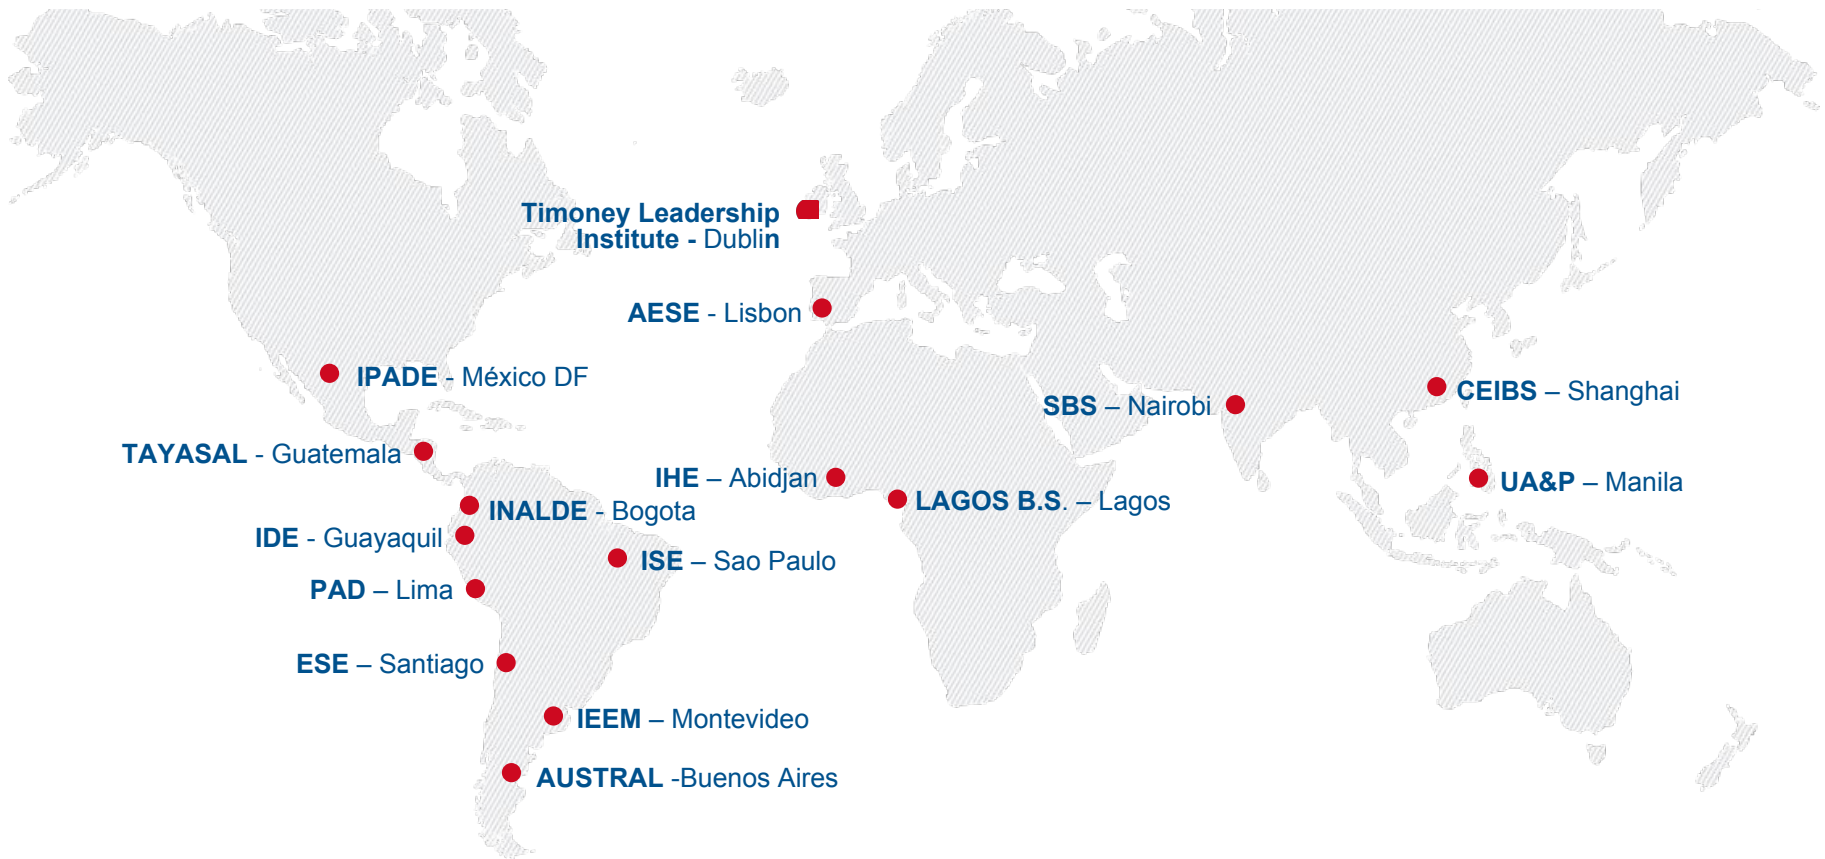 Timoney Leadership
Institute - Dublin
AESE - Lisbon
IPADE - México DF
CEIBS – Shanghai
SBS – Nairobi
TAYASAL - Guatemala
IHE – Abidjan
UA&P – Manila
LAGOS B.S. – Lagos
INALDE - Bogota
IDE - Guayaquil
ISE – Sao Paulo
PAD – Lima
ESE – Santiago
IEEM – Montevideo
AUSTRAL -Buenos Aires